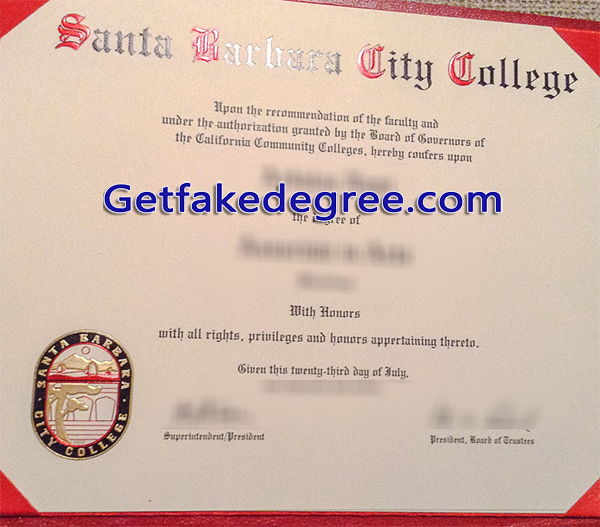 Santa Barbara City College
Upon the recommendation of the faculty and
under the authorization granted by the Board of Governors of
the California Community Colleges, hereby confers upon
Getfakedegree.com
the degree of
With Honors
with all rights, privileges and honors appertaining thereto.
Given this twenty-third day of July,
SANTA BARBARA
CITY COLLEGE
Superintendent/President
President, Board of Trustees